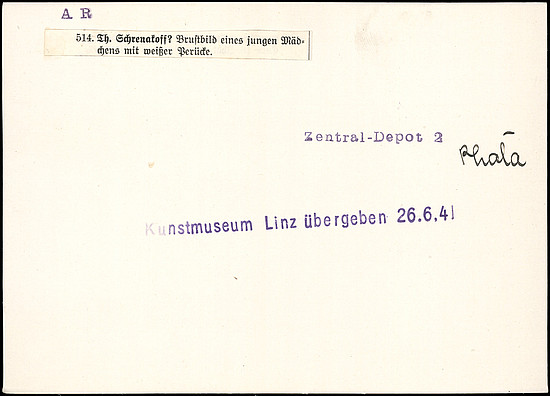 A R
514. Th. Schrenakoff? Brustbild eines jungen Mäd-
chens mit weißer Perücke.
Zentral-Depot 2
Kunstmuseum Linz übergeben 26.6.41